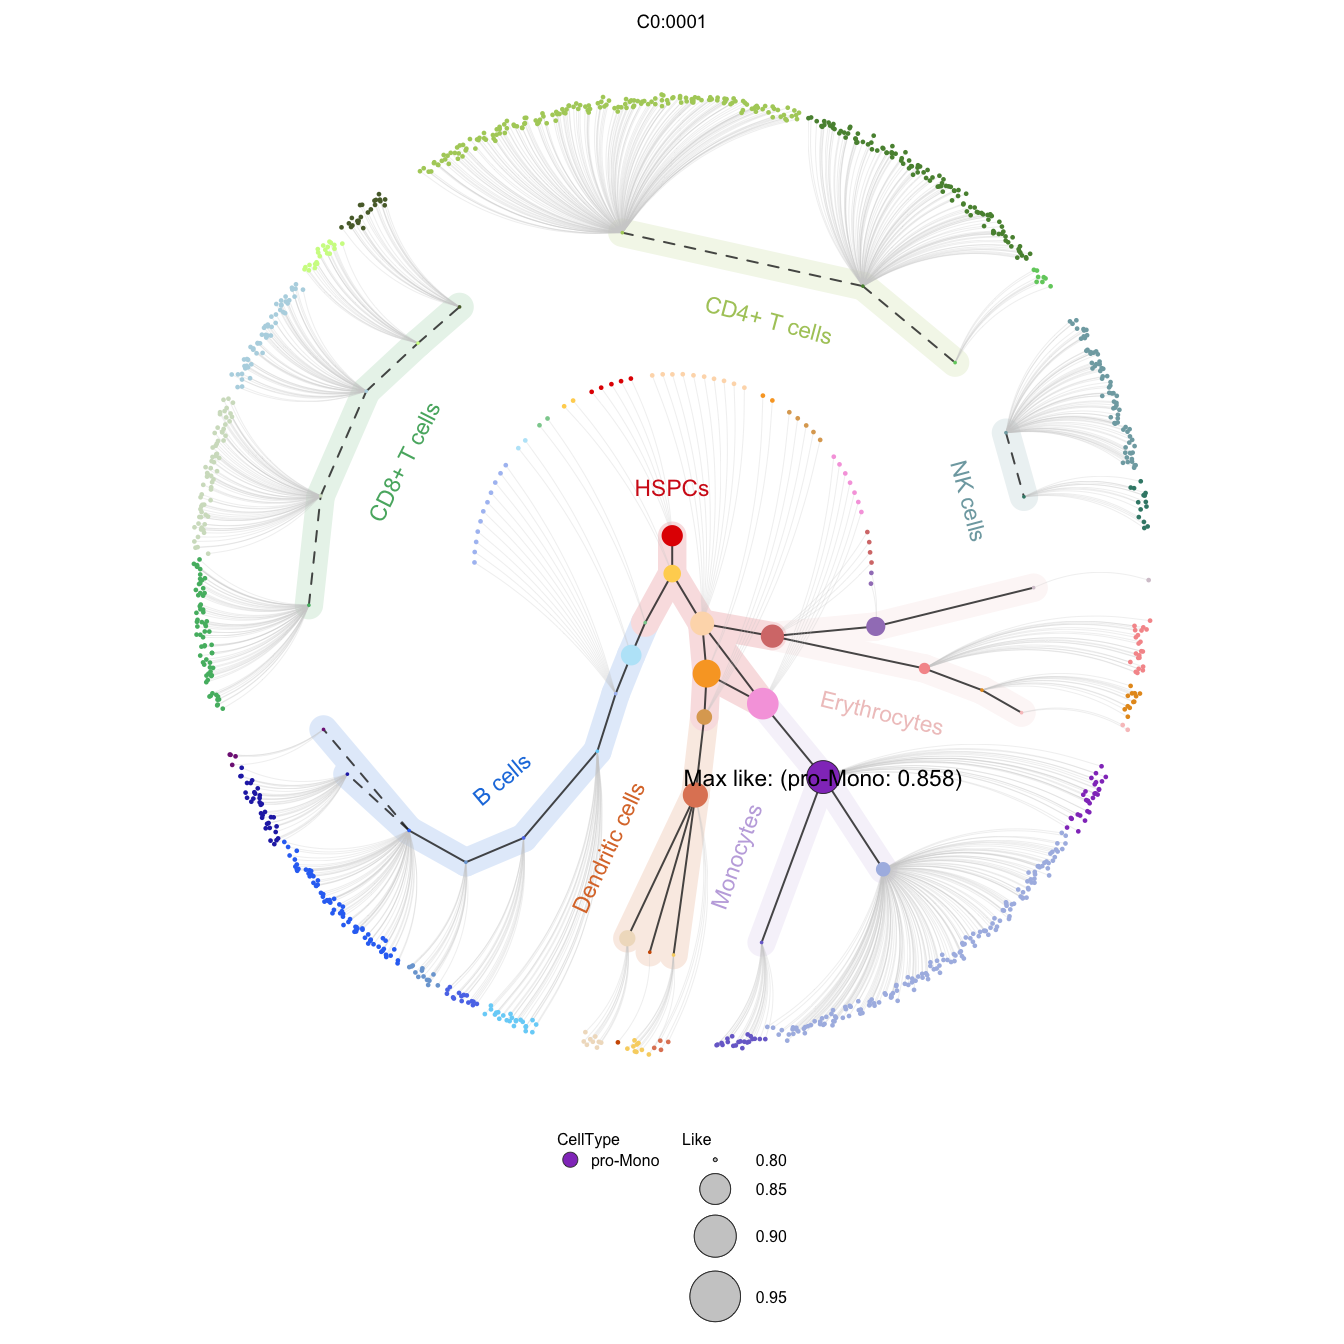 C0:0001
CD4+ T cells
CD8+ T cells
NK cells
HSPCs
Erythrocytes
B cells
Max like: (pro-Mono: 0.858)
Dendritic cells
Monocytes
CellType
pro-Mono
Like
0.80
0.85
0.90
0.95